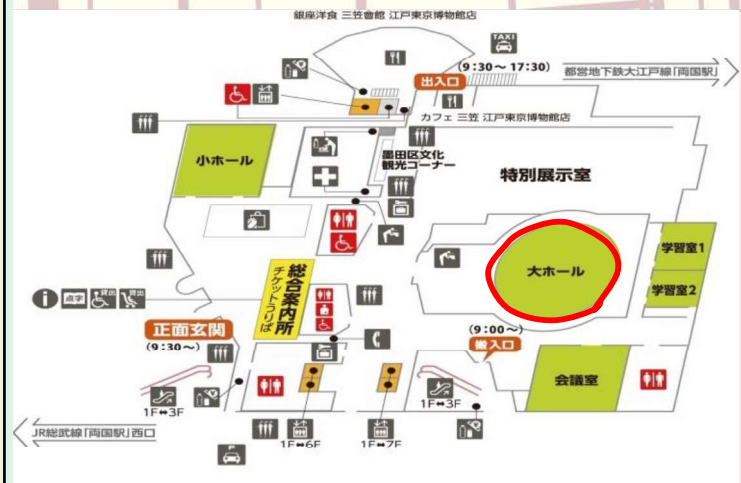 銀座洋食 三笠會館 江戸東京博物館店
TAXI
(9:30～17:30)
出入口
都営地下鉄大江戸線「両国駅」
カフェ 三笠 江戸東京博物館店
小ホール
墨田区文化
観光コーナー
特別展示室
大ホール
学習室1
学習室2
総合案内所
チケットうりば
点字
貸出
貸出
正面玄関
(9:30～)
(9:00～)
搬入口
会議室
1F↔3F
1F↔3F
1F↔6F
1F↔7F
JR総武線「両国駅」西口
P